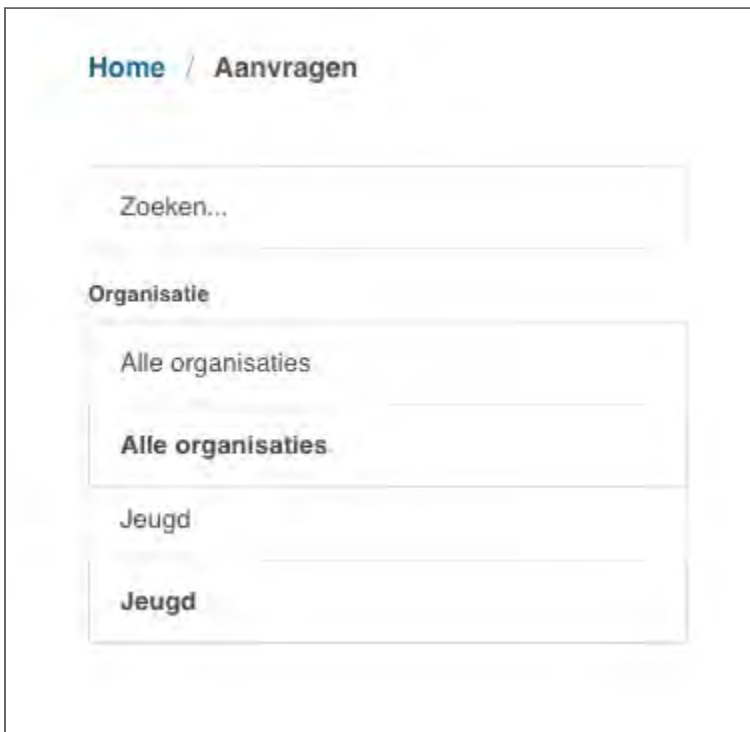 Home / Aanvragen
Zoeken...
Organisatie
Alle organisaties
Alle organisaties
Jeugd
Jeugd